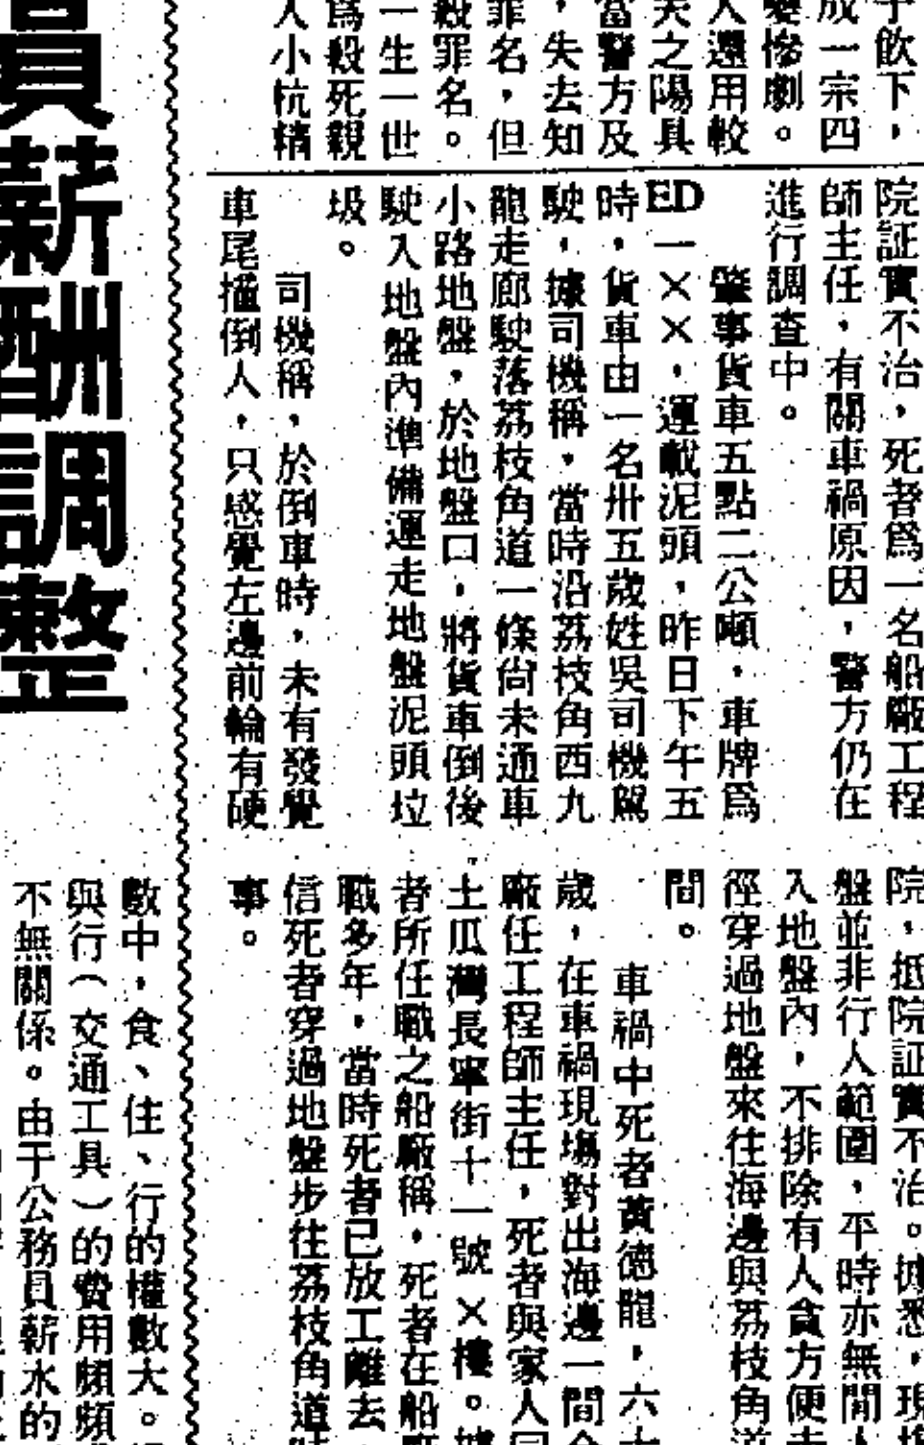 飲下，
成一宗四
變慘劇。
人還用較
夫之陽具
當警方及
，失去知
罪名，但
殺罪名。
一生一世
爲殺死親
人小杭精
院証實不治，死者爲一名船廠工程
師主任，有關車禍原因，警方仍在
進行調查中。
肇事貨車五點二公噸，車牌爲
ED一××，運載泥頭，昨日下午五
時，貨車由一名卅五歲姓吳司機駕
駛，據司機稱，當時沿荔枝角西九
龍走廊駛落荔枝角道一條尙未通車
小路地盤，於地盤口，將貨車倒後
駛入地盤內準備運走地盤泥頭垃
圾。
司機稱，於倒車時，未有發覺
車尾撞倒人，只感覺左邊前輪有硬
院，抵院証實不治。據悉，現
盤並非行人範圍，平時亦無閒
入地盤內，不排除有人貪方便
徑穿過地盤來往海邊與荔枝角道
間。
車禍中死者黃德龍，六十
歲，在車禍現塲對出海邊一間
廠任工程師主任，死者與家人同
土瓜灣長寧街十一號×樓。據
者所任職之船廠稱，死者在船廠
職多年，當時死者已放工離去，
信死者穿過地盤步往荔枝角道時
事。
員薪酬調整
數中，食、住、行的權數大。
與行（交通工具）的費用頻頻
不無關係。由于公務員薪水的